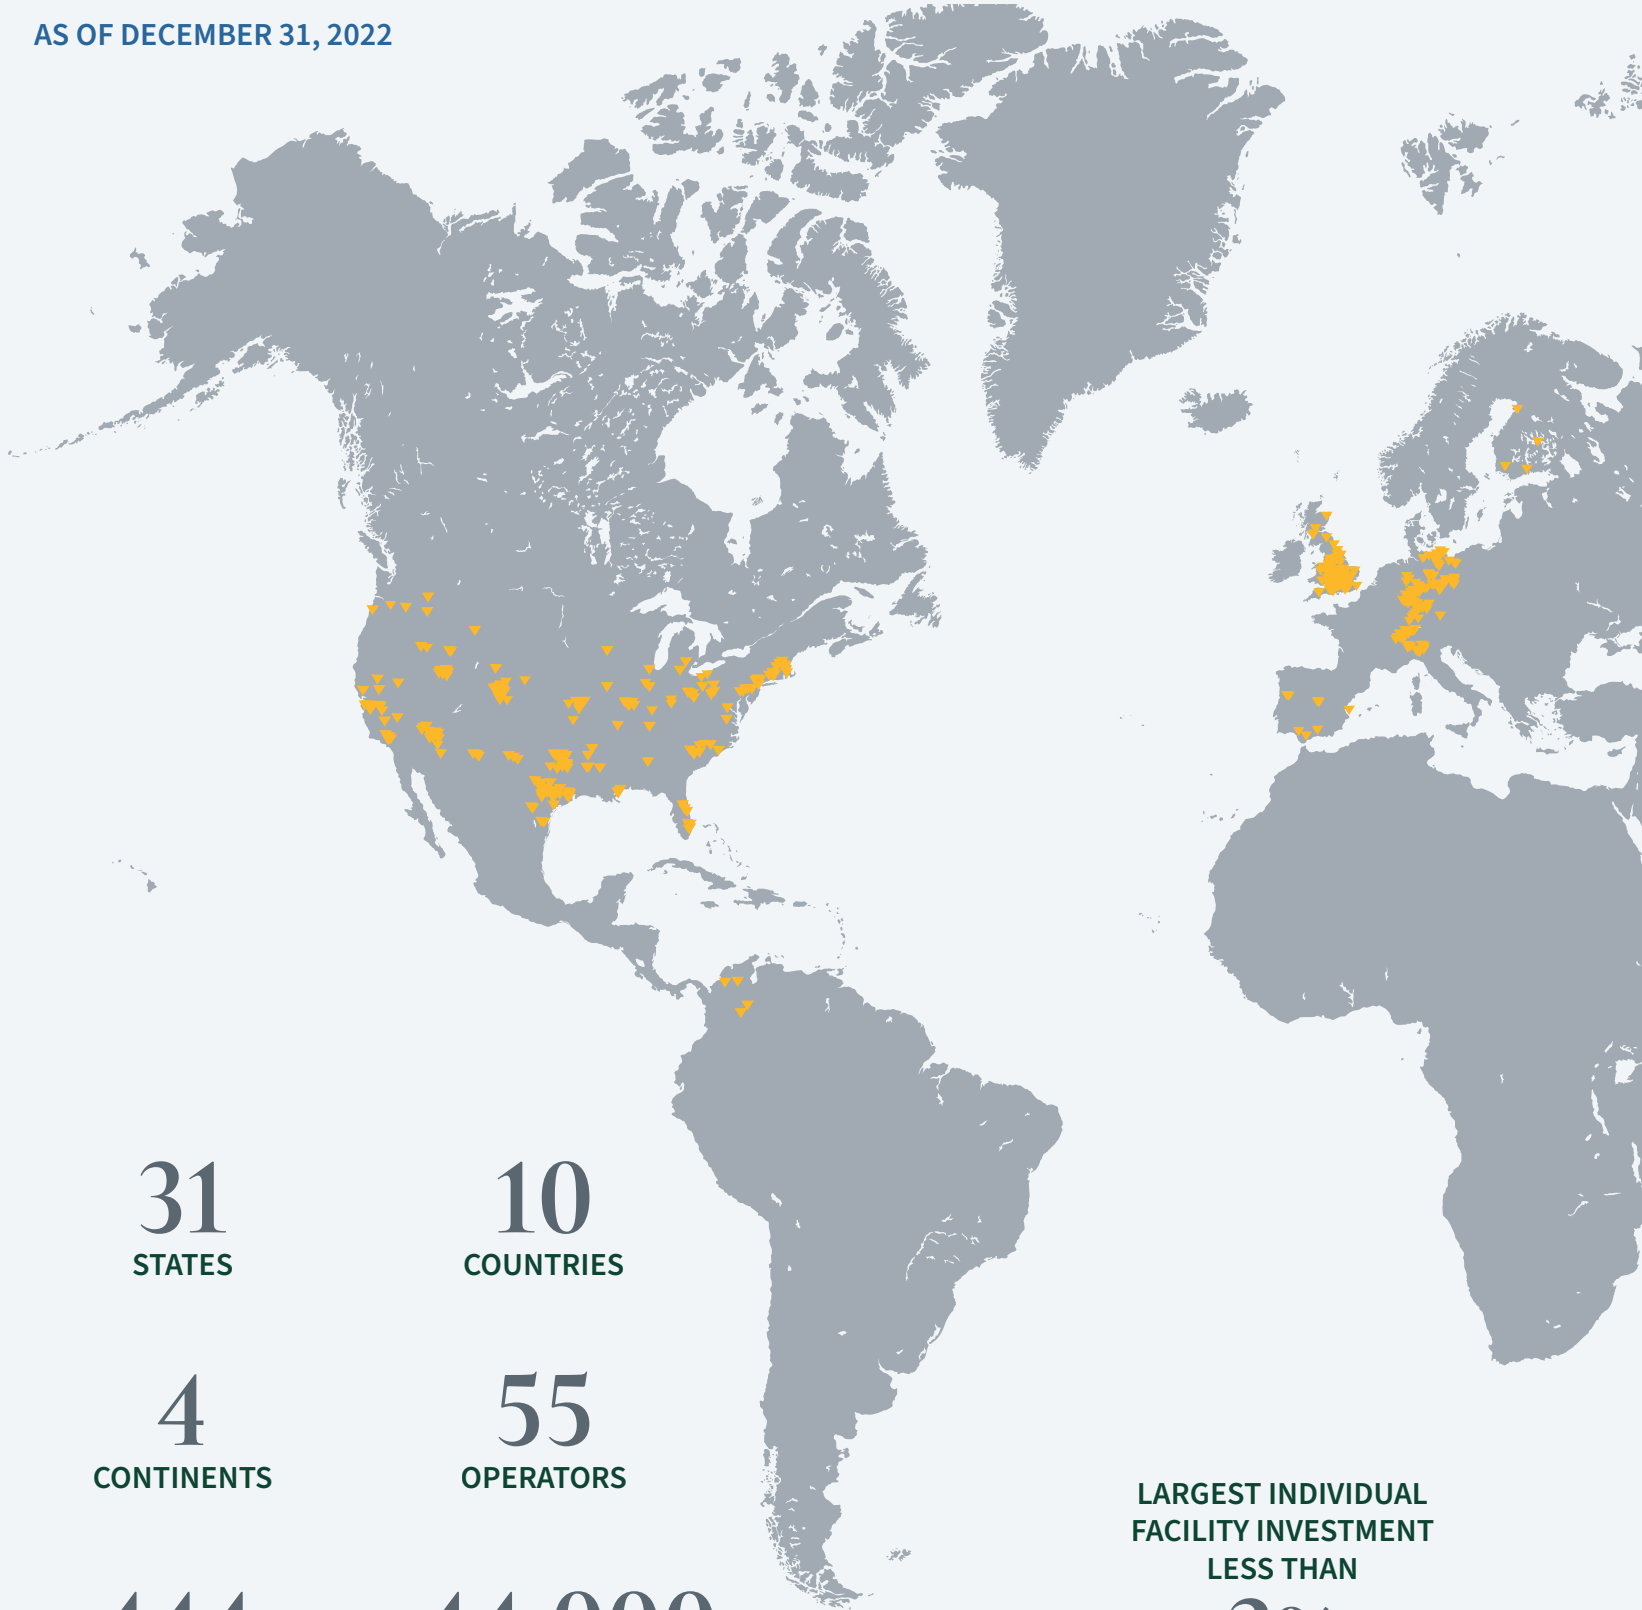 AS OF DECEMBER 31, 2022
31
STATES
10
COUNTRIES
4
CONTINENTS
55
OPERATORS
LARGEST INDIVIDUAL
FACILITY INVESTMENT
LESS THAN